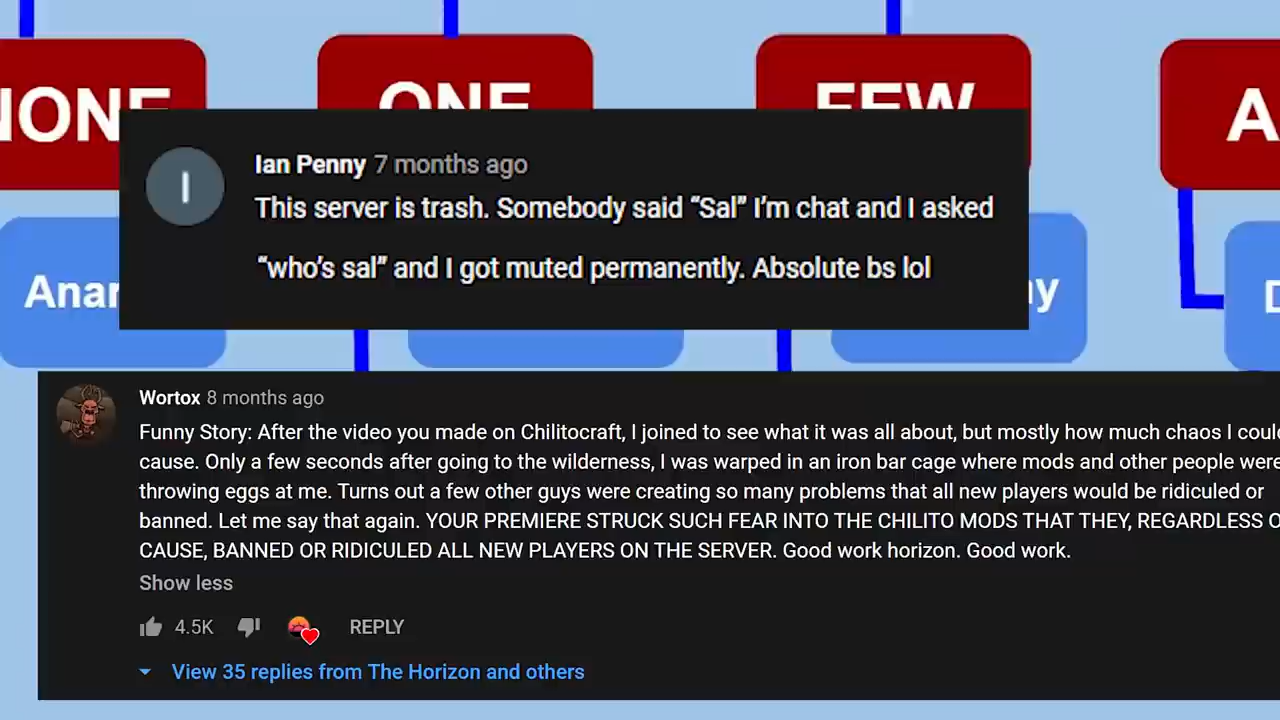 NONE
ONE
FEW
A
Ian Penny 7 months ago
This server is trash. Somebody said “Sal” I’m chat and I asked
“who’s sal” and I got muted permanently. Absolute bs lol
Anar
ny
D
I
Wortox 8 months ago
Funny Story: After the video you made on Chilitocraft, I joined to see what it was all about, but mostly how much chaos I could
cause. Only a few seconds after going to the wilderness, I was warped in an iron bar cage where mods and other people were
throwing eggs at me. Turns out a few other guys were creating so many problems that all new players would be ridiculed or
banned. Let me say that again. YOUR PREMIERE STRUCK SUCH FEAR INTO THE CHILITO MODS THAT THEY, REGARDLESS O
CAUSE, BANNED OR RIDICULED ALL NEW PLAYERS ON THE SERVER. Good work horizon. Good work.
Show less
4.5K REPLY
View 35 replies from The Horizon and others